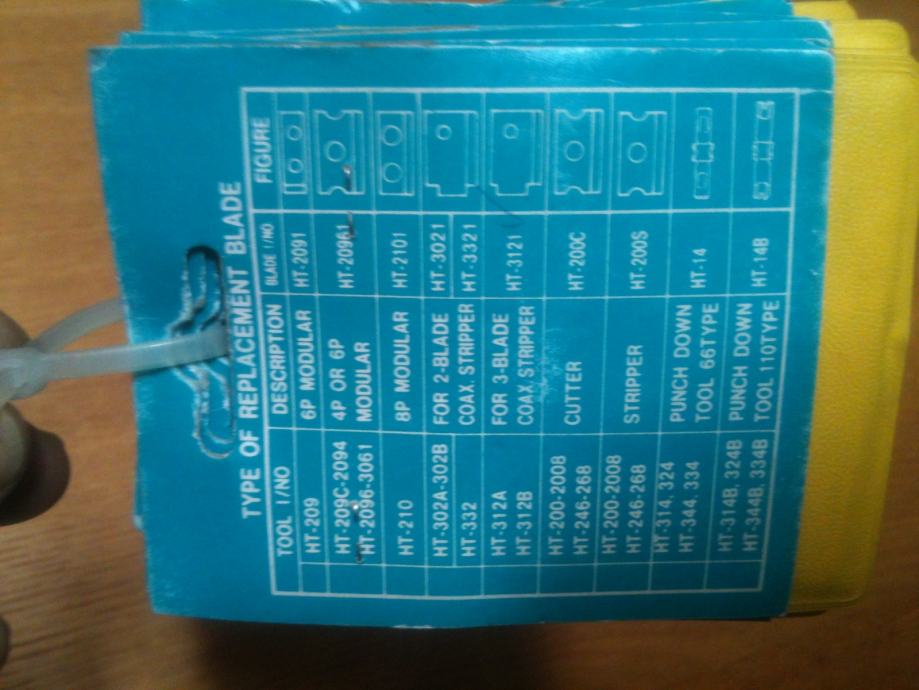 TYPE OF REPLACEMENT BLADE
TOOL I/NO DESCRIPTION BLADE I/NO FIGURE
HT-209 6P MODULAR HT-2091
HT-209C-2094 4P OR 6P HT-2096J
HT-2096-3061 MODULAR
HT-210 8P MODULAR HT-2101
HT-302A-302B FOR 2-BLADE HT-3021
HT-332 COAX. STRIPPER HT-3321
HT-312A FOR 3-BLADE HT-3121
HT-312B COAX STRIPPER
HT-200-2008 CUTTER HT-200C
HT-246-268
HT-200-2008 STRIPPER HT-200S
HT-246-268
HT-314, 324 PUNCH DOWN HT-14
HT-344, 334 TOOL 66TYPE
HT-314B, 324B PUNCH DOWN HT-14B
HT-344B, 334B TOOL 110TYPE